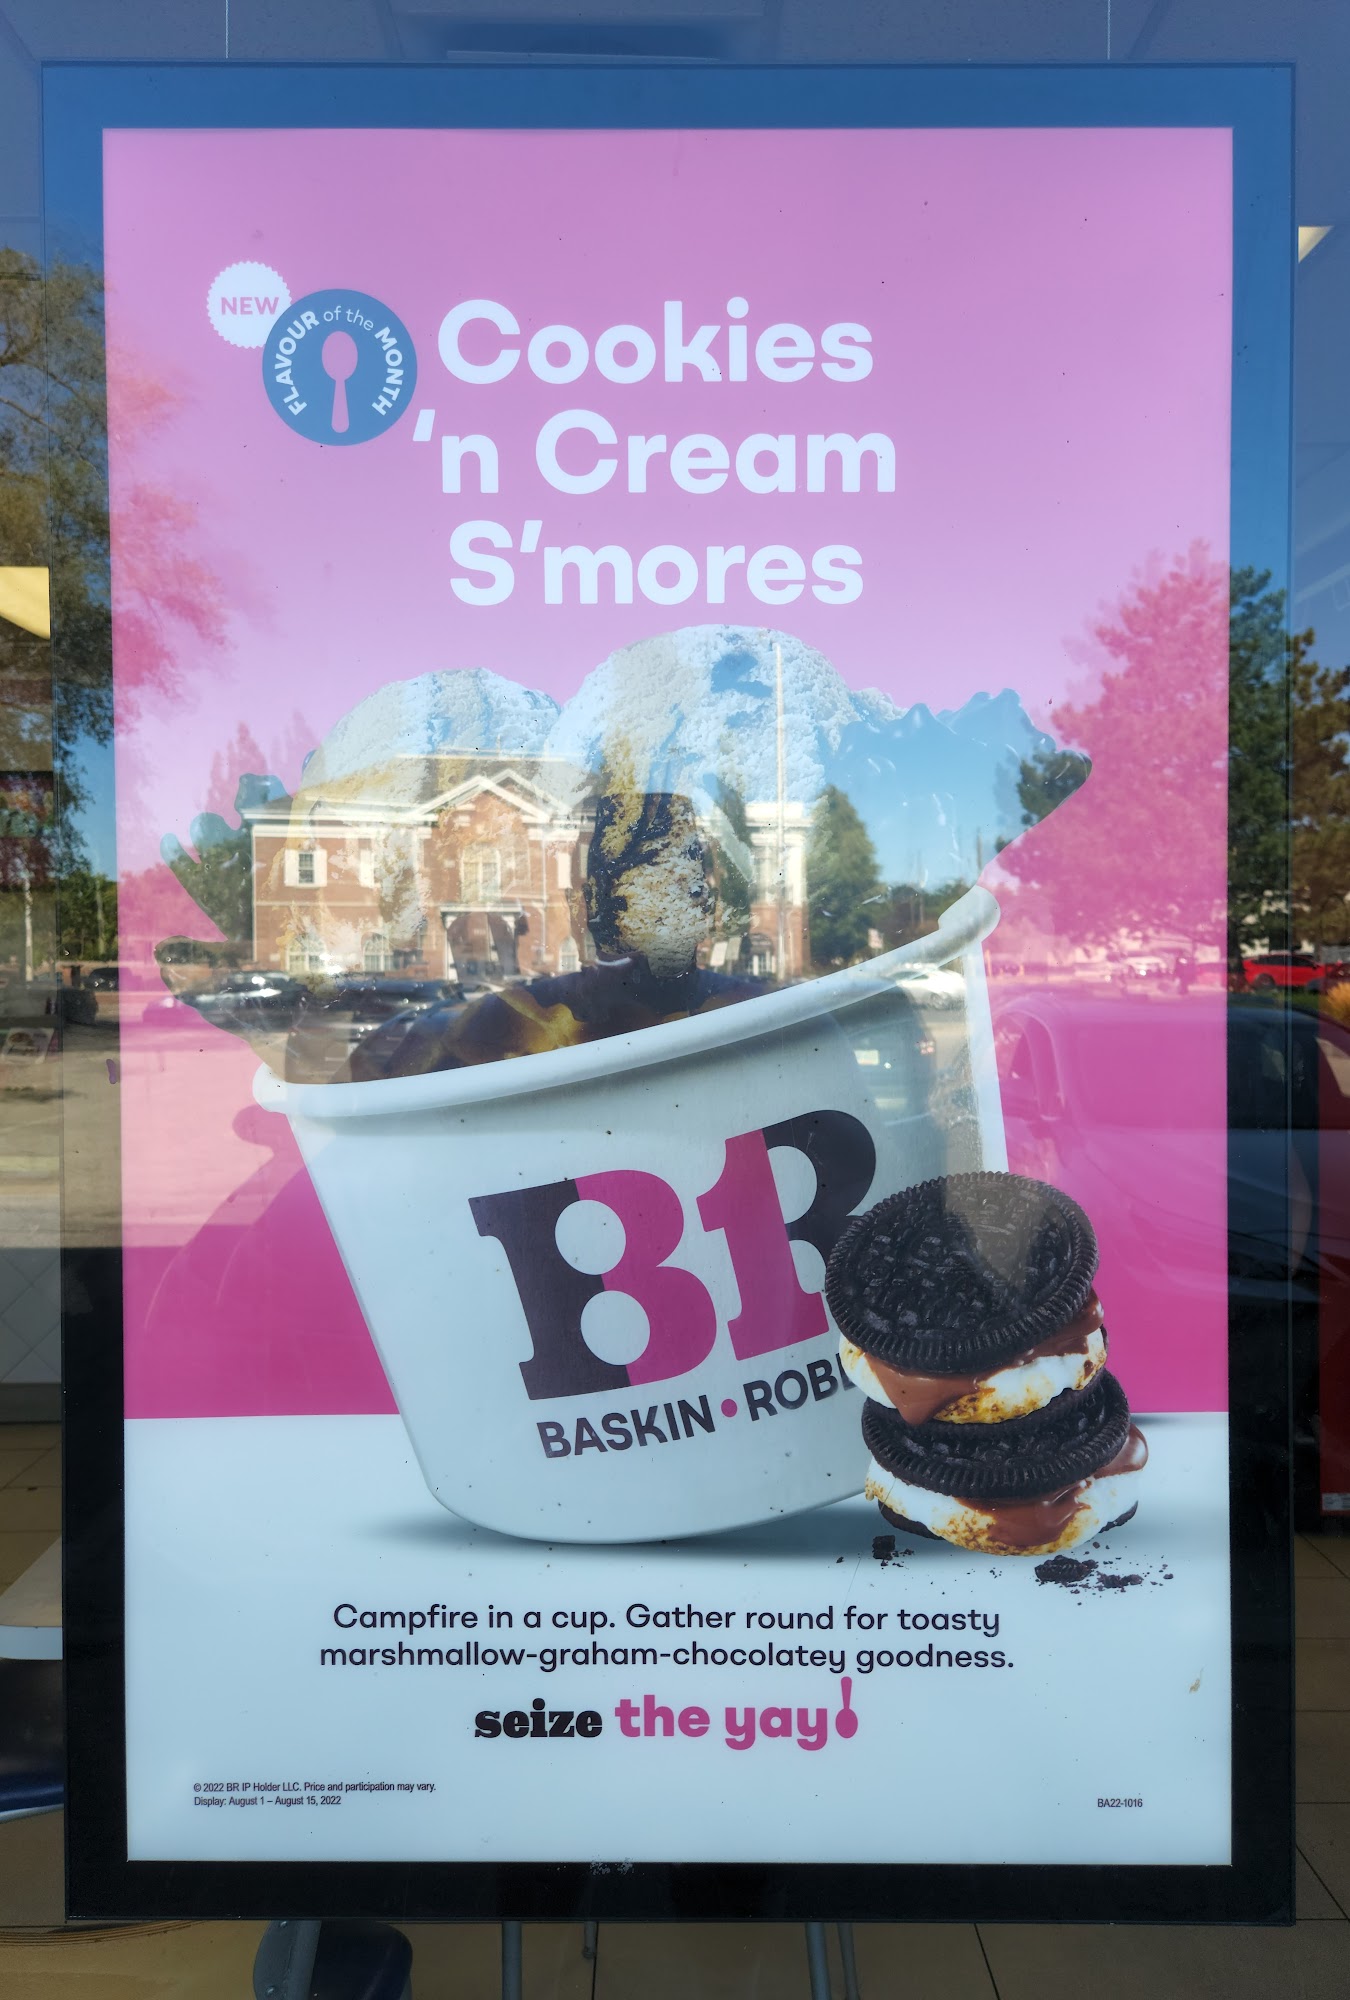 NEW
FLAVOUR of the MONTH
Cookies
'n Cream
S'mores
BR
BASKIN • ROBB
Campfire in a cup. Gather round for toasty
marshmallow-graham-chocolatey goodness.
seize the yay!
© 2022 BR IP Holder LLC. Price and participation may vary.
Display: August 1 – August 15, 2022
BA22-1016